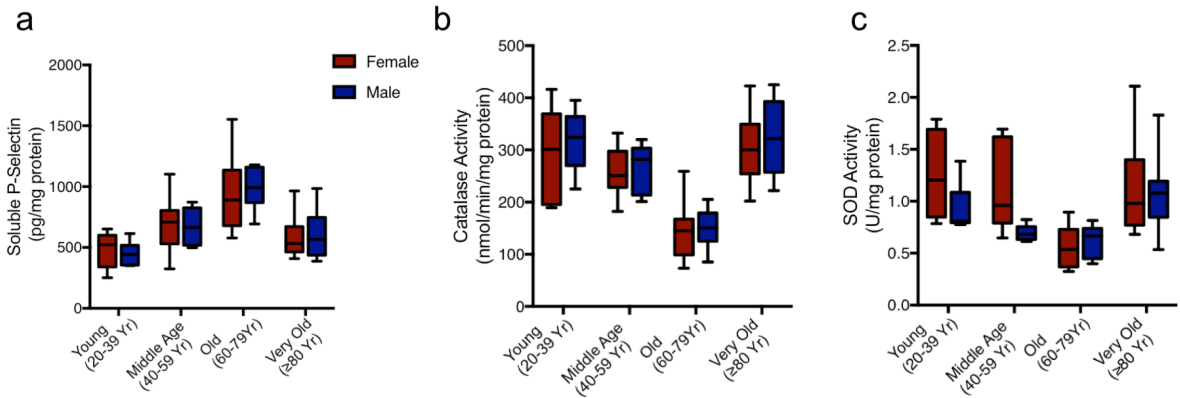 a
Soluble P-Selectin
(pg/mg protein)
2000
1500
1000
500
0
Young
(20-39 Yr)
Middle Age
(40-59 Yr)
Old
(60-79Yr)
Very Old
(≥80 Yr)
Female
Male
b
Catalase Activity
(nmol/min/mg protein)
500
400
300
200
100
0
Young
(20-39 Yr)
Middle Age
(40-59 Yr)
Old
(60-79Yr)
Very Old
(≥80 Yr)
c
SOD Activity
(U/mg protein)
2.5
2.0
1.5
1.0
0.5
0.0
Young
(20-39 Yr)
Middle Age
(40-59 Yr)
Old
(60-79Yr)
Very Old
(≥80 Yr)